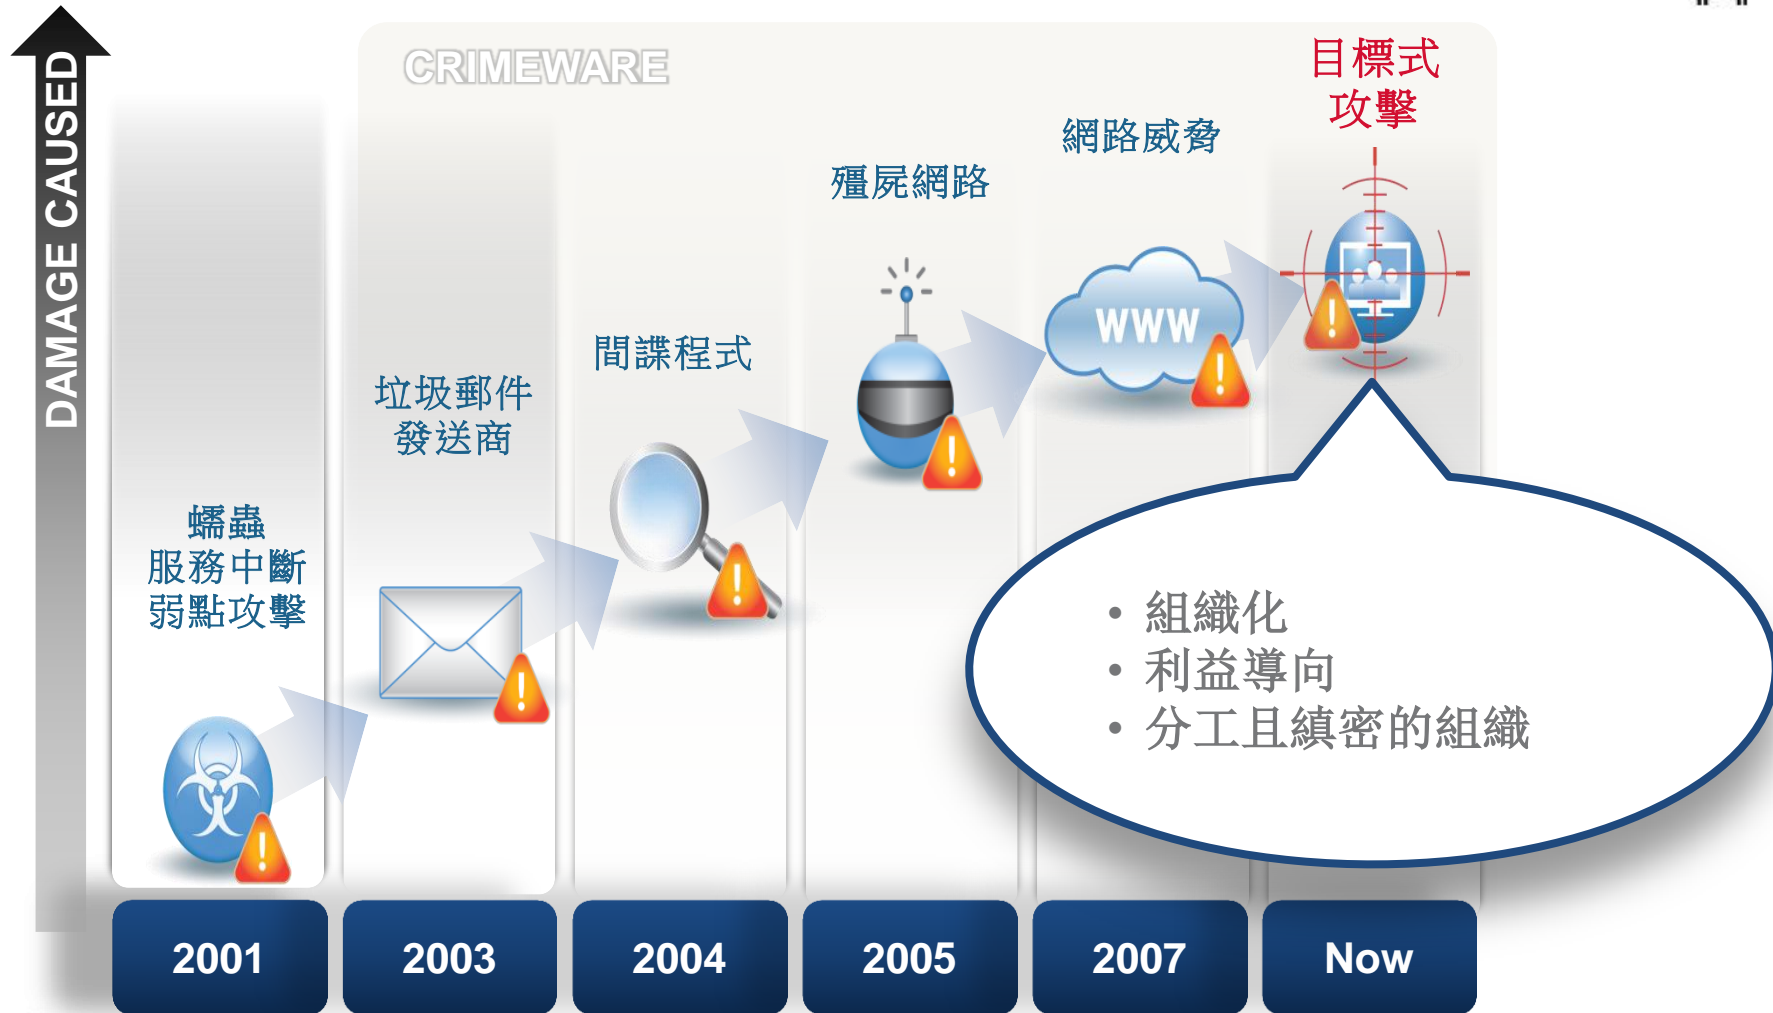 DAMAGE CAUSED
CRIMEWARE
蠕蟲
服務中斷
弱點攻擊
垃圾郵件
發送商
間諜程式
殭屍網路
網路威脅
WWW
目標式
攻擊
• 組織化
• 利益導向
• 分工且縝密的組織
2001
2003
2004
2005
2007
Now